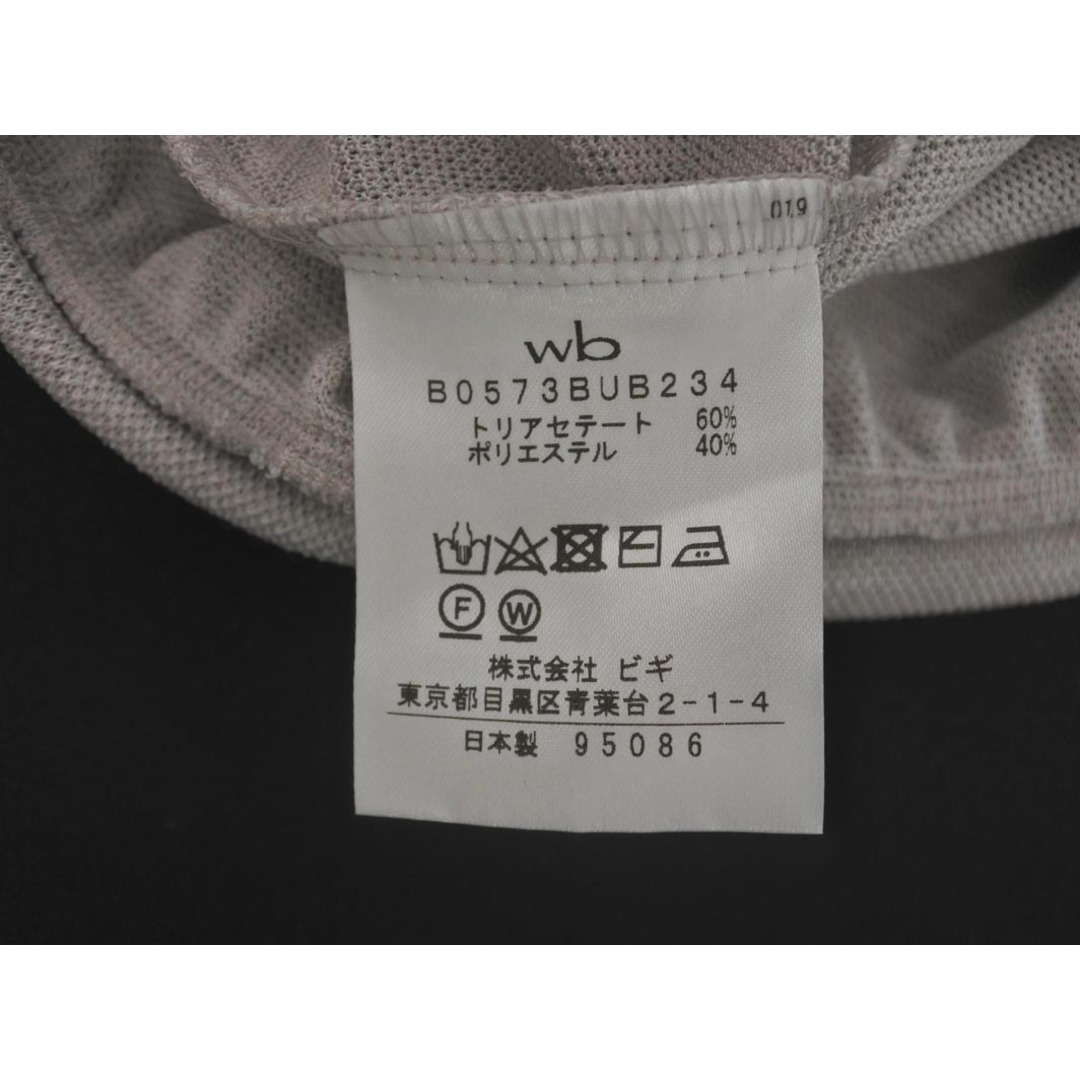 019
wb
B0573BUB234
トリアセテート 60%
ポリエステル 40%
F W
株式会社 ビギ
東京都目黒区青葉台2-1-4
日本製 95086